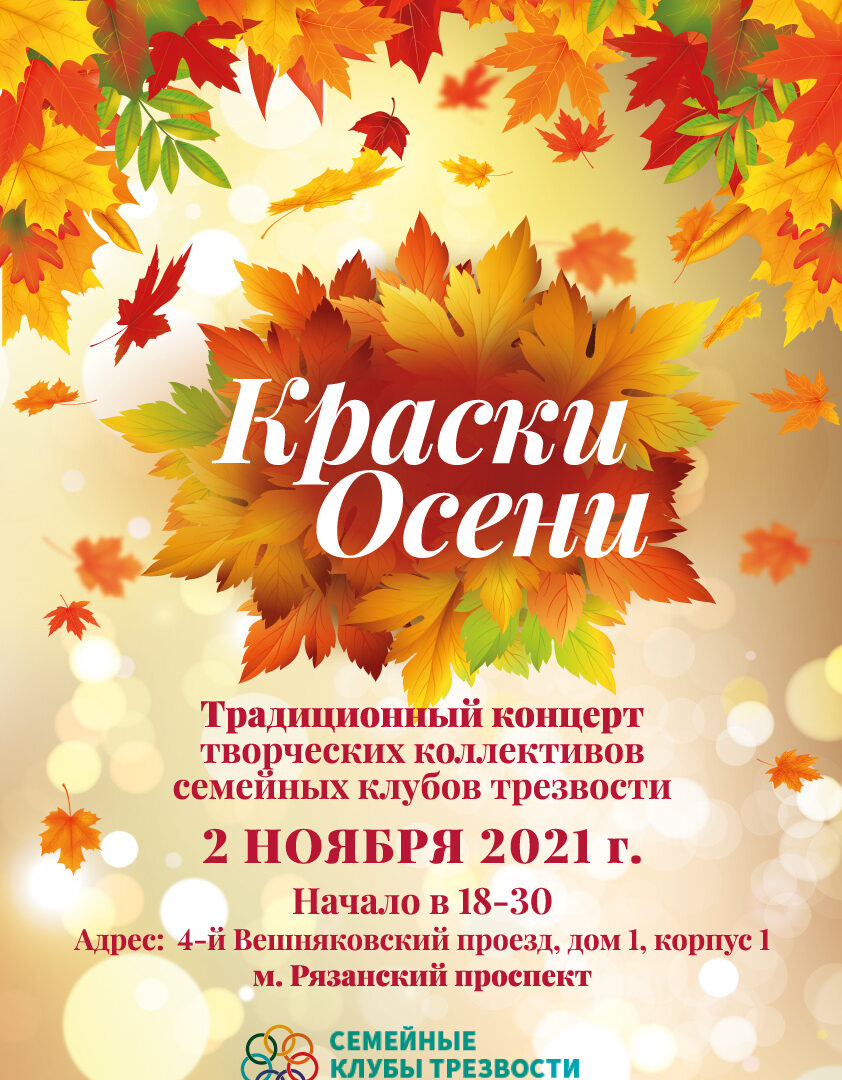 Краски
Осени
Традиционный концерт
творческих коллективов
семейных клубов трезвости
2 НОЯБРЯ 2021 г.
Начало в 18-30
Адрес: 4-й Вешняковский проезд, дом 1, корпус 1
м. Рязанский проспект
СЕМЕЙНЫЕ
КЛУБЫ ТРЕЗВОСТИ